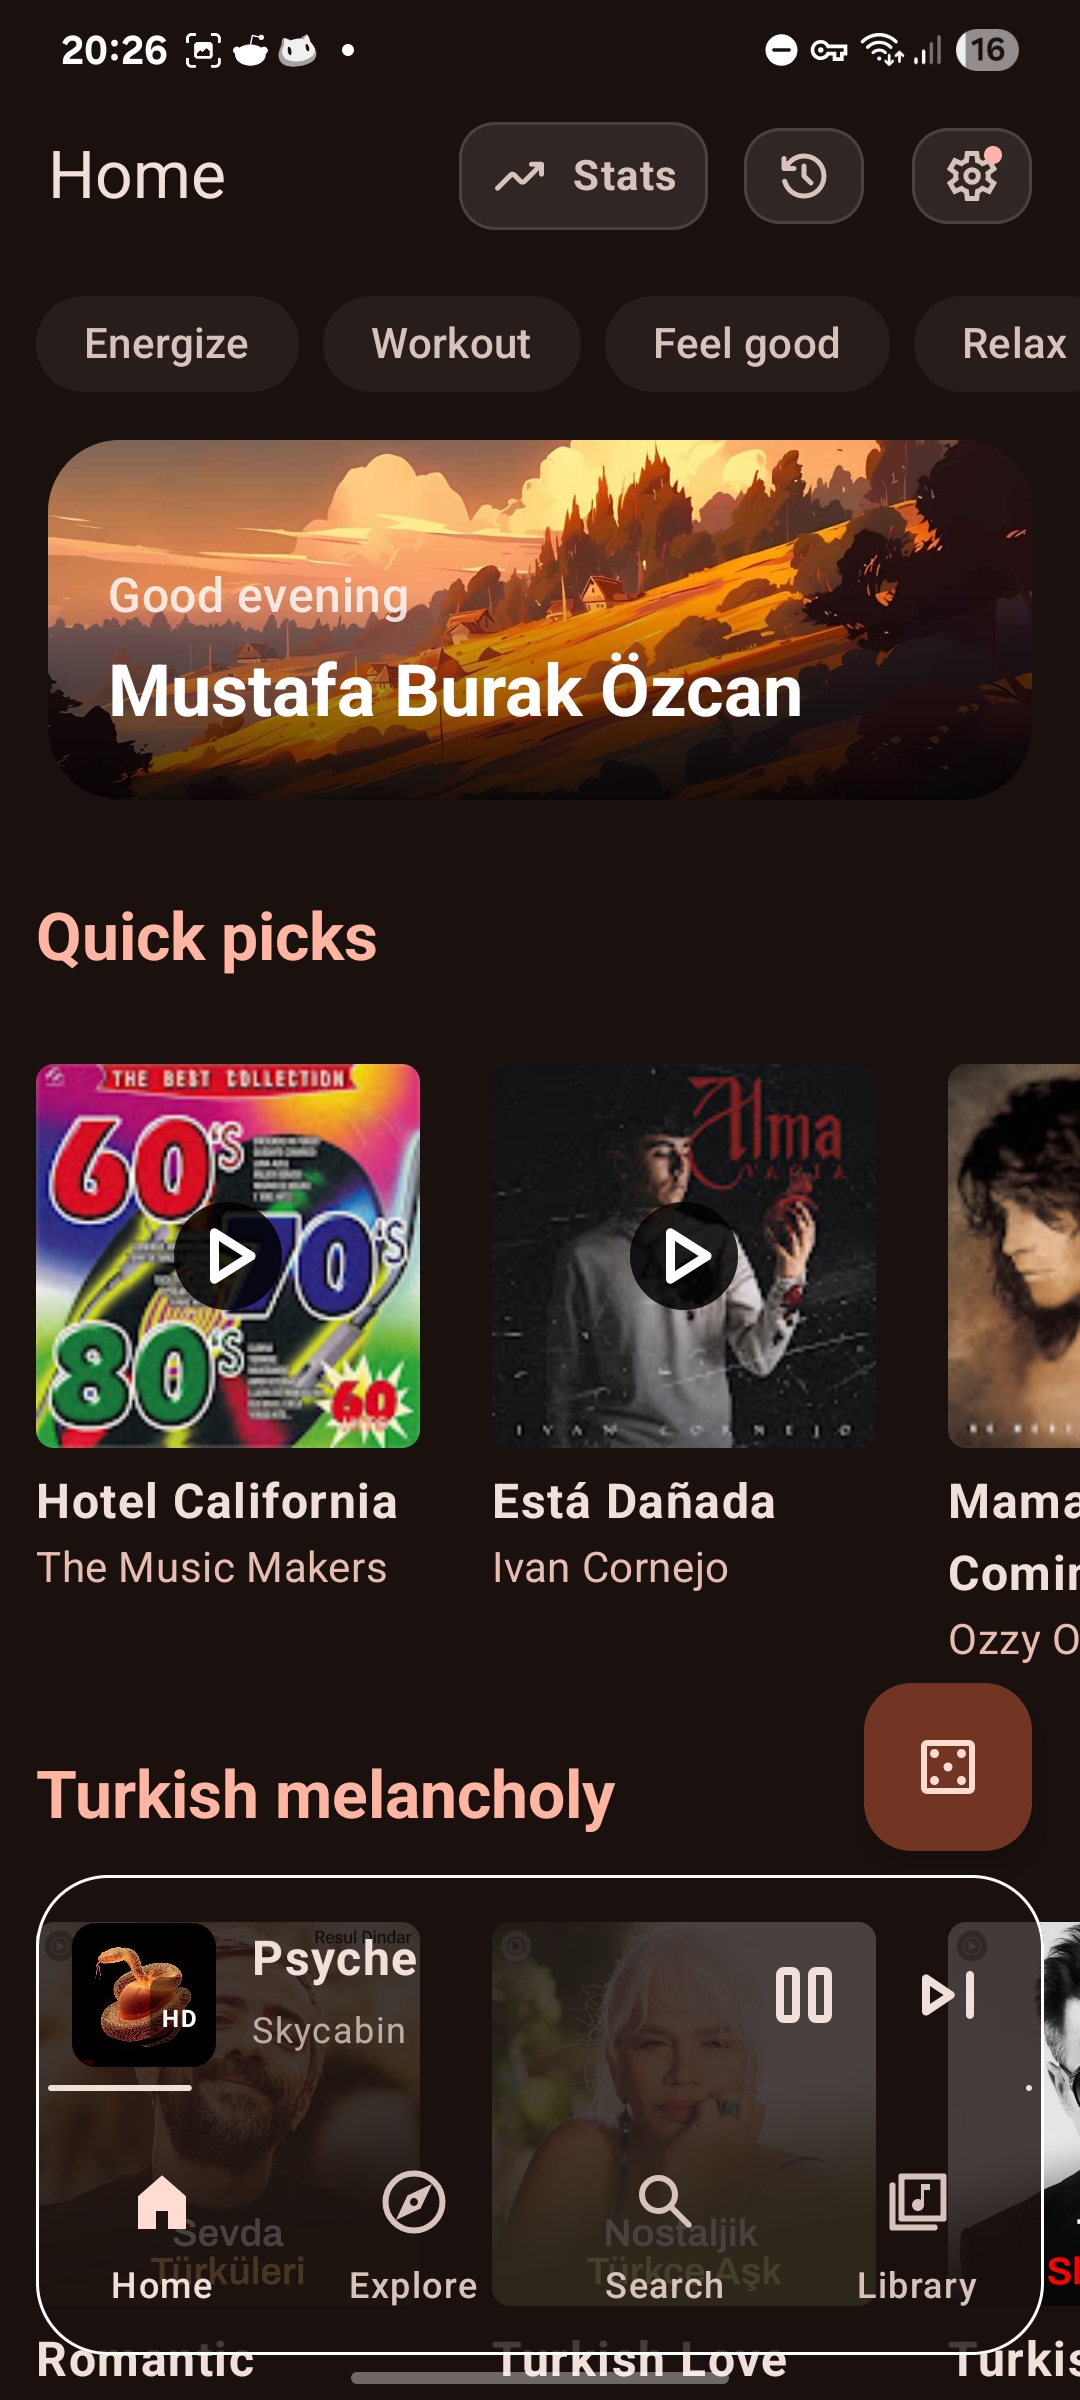 20:26
16
Home
Stats
Energize
Workout
Feel good
Relax
Good evening
Mustafa Burak Özcan
Quick picks
THE BEST COLLECTION
60'S
70'S
80'S
60
Alma
IVAN CORNEJO
Hotel California
The Music Makers
Está Dañada
Ivan Cornejo
Mama
Comin
Ozzy O
Turkish melancholy
Resul Dindar
Psyche
HD
Skycabin
Sevda
Türküleri
Nostaljik
Türkçe Aşk
Home
Explore
Search
Library
Romantic
Turkish Love
Turkis